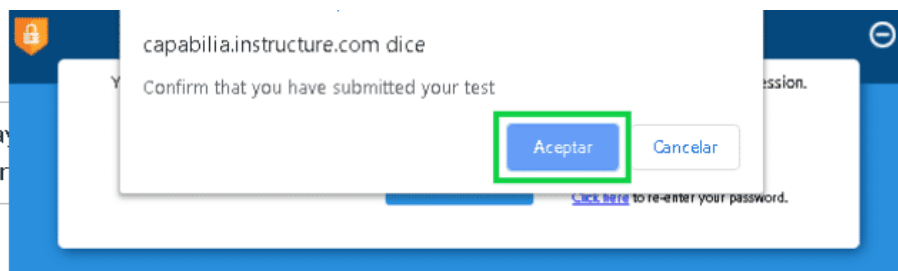 capabilia.instructure.com dice
Confirm that you have submitted your test
Aceptar
Cancelar
Click here to re-enter your password.